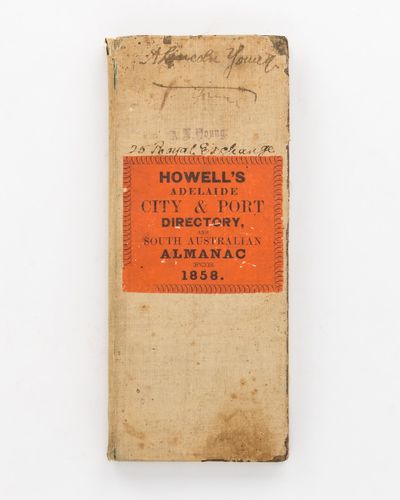 A Lincoln Young
A. L. Young
25 Royal Exchange
HOWELL'S
ADELAIDE
CITY & PORT
DIRECTORY,
AND
SOUTH AUSTRALIAN
ALMANAC
FOR
1858.